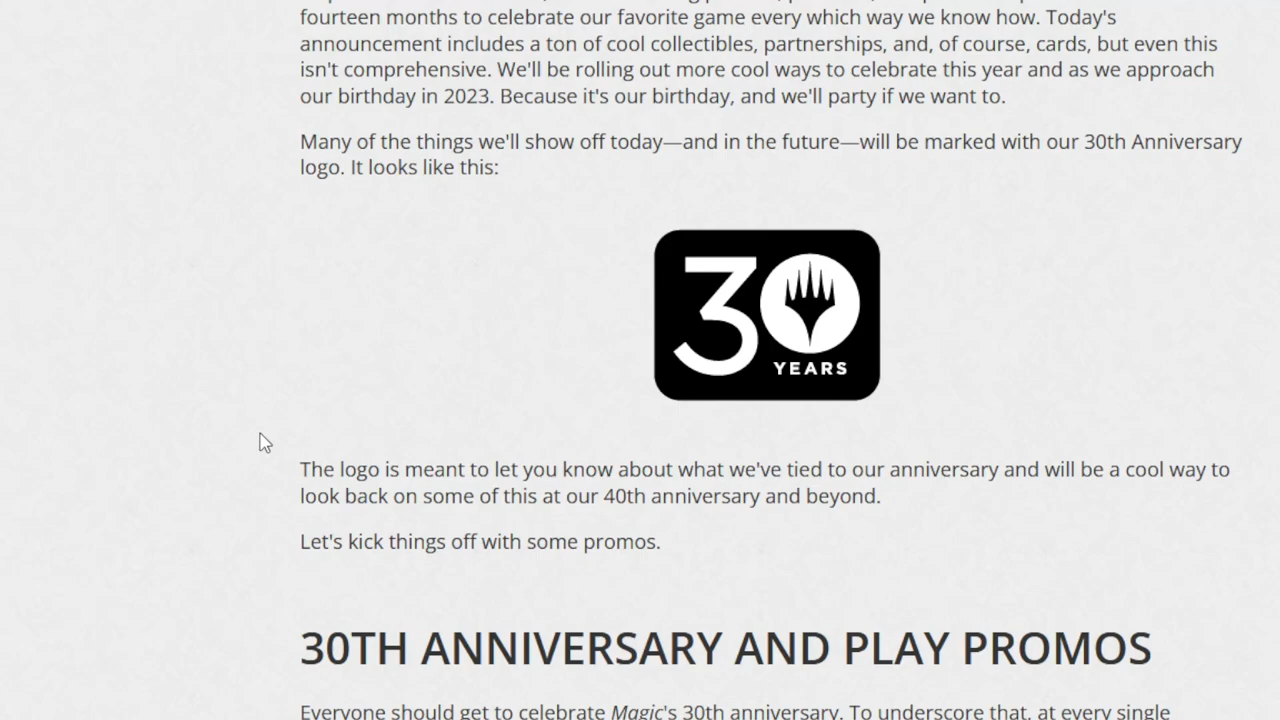 fourteen months to celebrate our favorite game every which way we know how. Today's
announcement includes a ton of cool collectibles, partnerships, and, of course, cards, but even this
isn't comprehensive. We'll be rolling out more cool ways to celebrate this year and as we approach
our birthday in 2023. Because it's our birthday, and we'll party if we want to.
Many of the things we'll show off today—and in the future—will be marked with our 30th Anniversary
logo. It looks like this:
30
YEARS
The logo is meant to let you know about what we've tied to our anniversary and will be a cool way to
look back on some of this at our 40th anniversary and beyond.
Let's kick things off with some promos.
30TH ANNIVERSARY AND PLAY PROMOS
Everyone should get to celebrate Magic's 30th anniversary. To underscore that, at every single